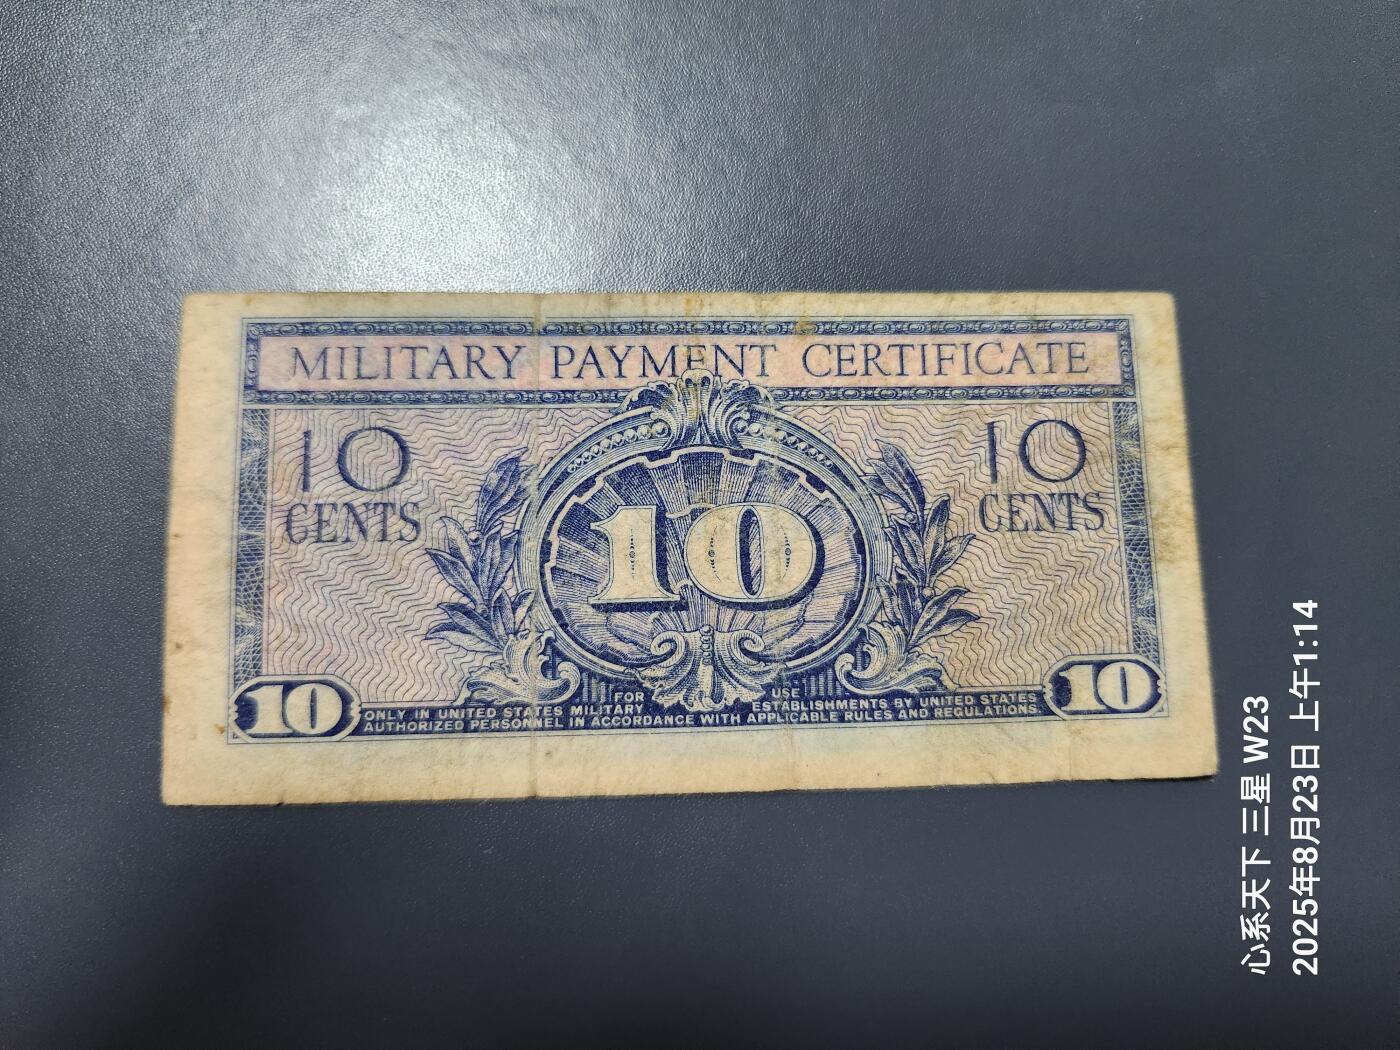 MILITARY PAYMENT CERTIFICATE
10 CENTS
10 CENTS
10
10
10
FOR USE
ONLY IN UNITED STATES MILITARY ESTABLISHMENTS BY UNITED STATES
AUTHORIZED PERSONNEL IN ACCORDANCE WITH APPLICABLE RULES AND REGULATIONS.
心系天下 三星 W23
2025年8月23日 上午1:14